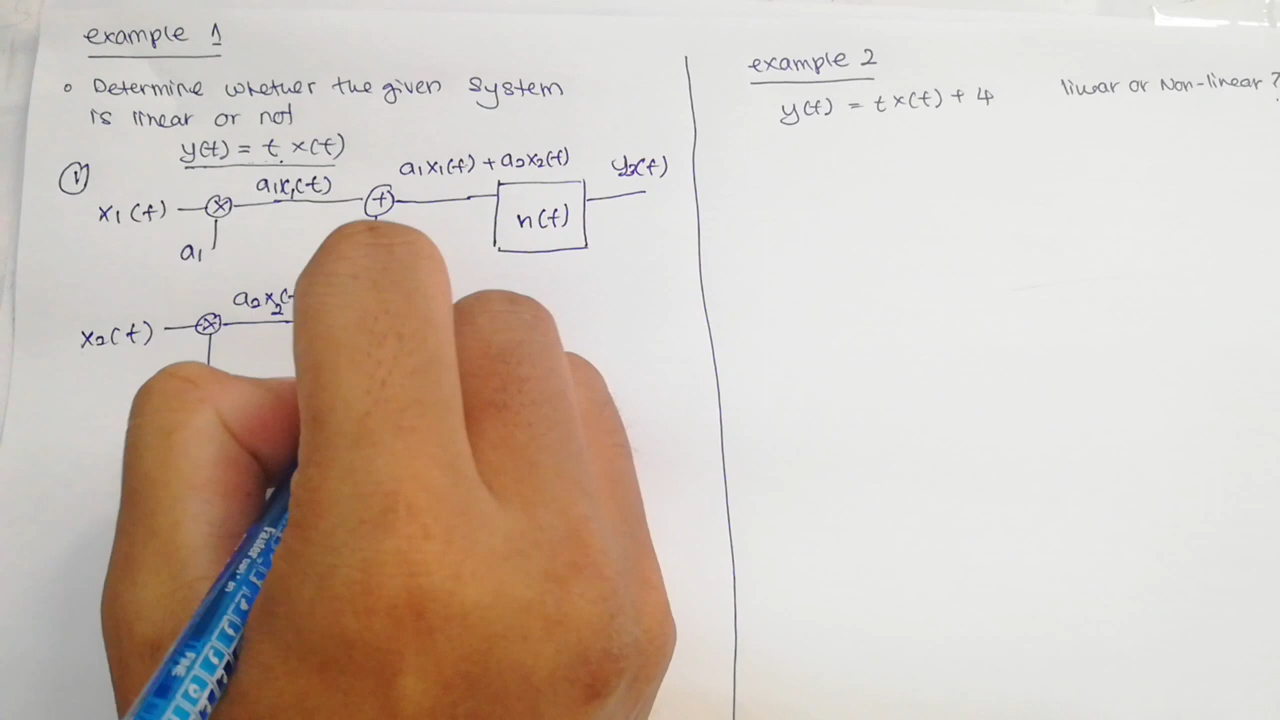 example 1
• Determine whether the given system
is linear or not
y(t) = t. x(t)
①
a1x1(t)
a1x1(t) + a2x2(t)
x1(t)
a1
n(t)
a2x2(
x2(t)
example 2
y(t) = t x(t) + 4
linear or Non-linear ?